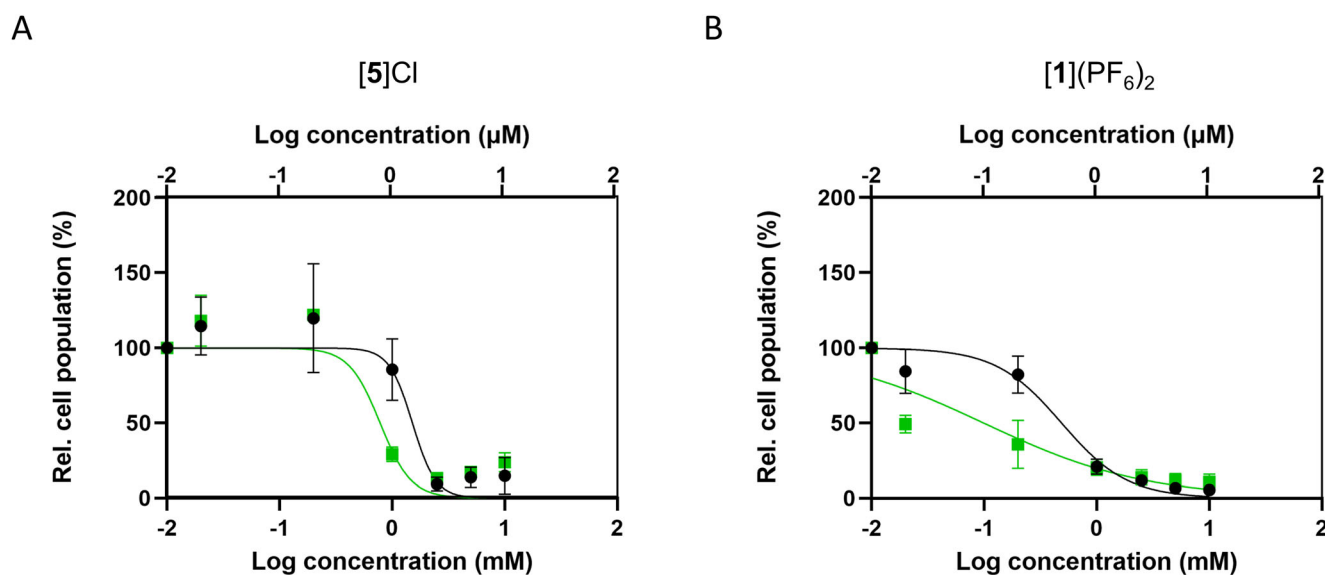 A
B
[5]Cl
[1](PF6)2
Log concentration (µM)
Log concentration (µM)
-2 -1 0 1 2
-2 -1 0 1 2
Rel. cell population (%)
200
150
100
50
0
-2 -1 0 1 2
Log concentration (mM)
Rel. cell population (%)
200
150
100
50
0
-2 -1 0 1 2
Log concentration (mM)